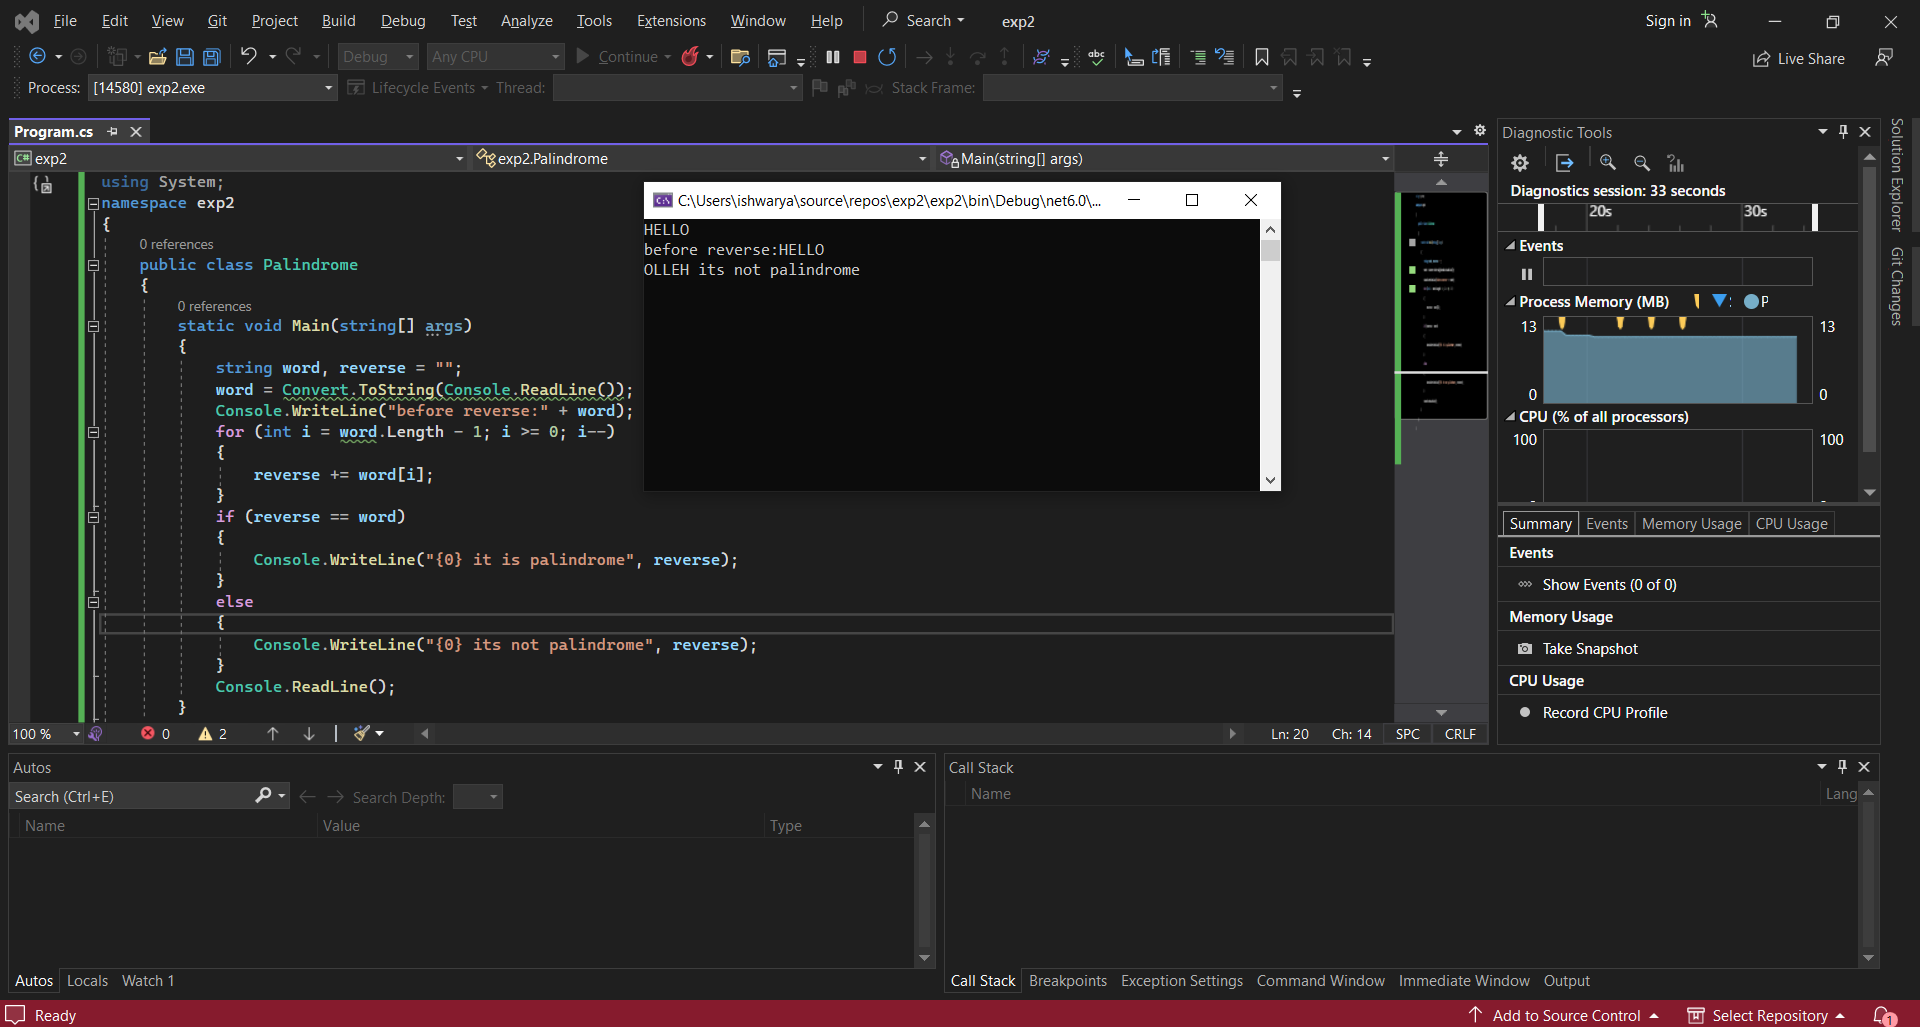 File Edit View Git Project Build Debug Test Analyze Tools Extensions Window Help Search exp2 Sign in
Debug Any CPU Continue abc Live Share
Process: [14580] exp2.exe Lifecycle Events Thread: Stack Frame:
Program.cs
C# exp2 exp2.Palindrome Main(string[] args)
using System;
namespace exp2
{
0 references
public class Palindrome
{
0 references
static void Main(string[] args)
{
string word, reverse = "";
word = Convert.ToString(Console.ReadLine());
Console.WriteLine("before reverse:" + word);
for (int i = word.Length - 1; i >= 0; i--)
{
reverse += word[i];
}
if (reverse == word)
{
Console.WriteLine("{0} it is palindrome", reverse);
}
else
{
Console.WriteLine("{0} its not palindrome", reverse);
}
Console.ReadLine();
}
C:\Users\ishwarya\source\repos\exp2\exp2\bin\Debug\net6.0\...
HELLO
before reverse:HELLO
OLLEH its not palindrome
100 % 0 2 Ln: 20 Ch: 14 SPC CRLF
Diagnostic Tools
Diagnostics session: 33 seconds
20s 30s
Events
Process Memory (MB) P
13 13
0 0
CPU (% of all processors)
100 100
Summary Events Memory Usage CPU Usage
Events
Show Events (0 of 0)
Memory Usage
Take Snapshot
CPU Usage
Record CPU Profile
Solution Explorer
Git Changes
Autos
Search (Ctrl+E) Search Depth:
Name Value Type
Autos Locals Watch 1
Call Stack
Name Lang
Call Stack Breakpoints Exception Settings Command Window Immediate Window Output
Ready Add to Source Control Select Repository 1